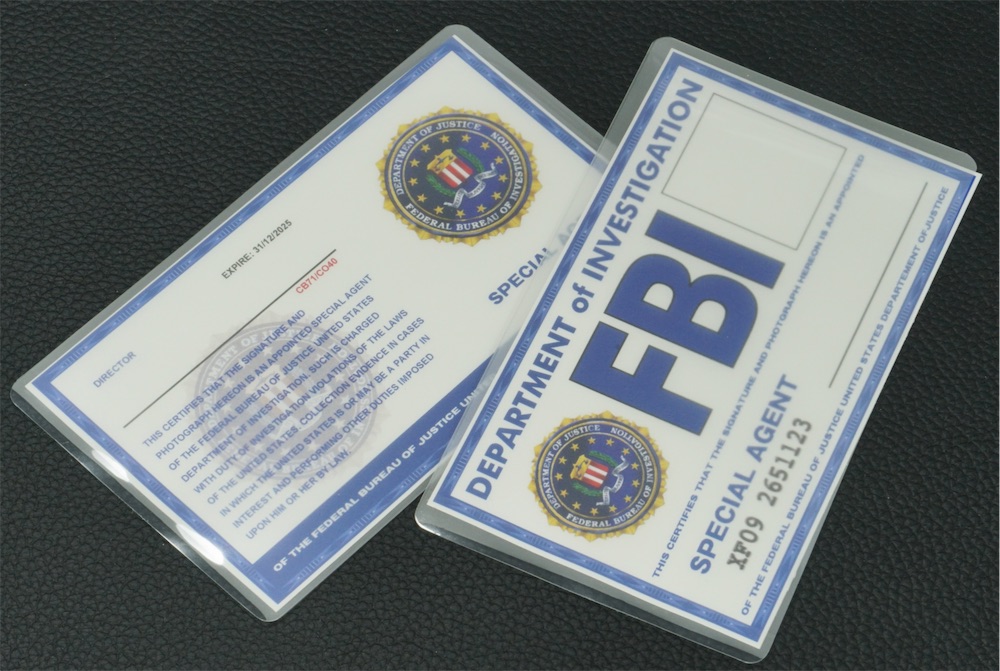 DEPARTMENT OF JUSTICE
FEDERAL BUREAU OF INVESTIGATION
EXPIRE: 31/12/2025
CB71/CO40
DIRECTOR
SPECIAL
THIS CERTIFIES THAT THE SIGNATURE AND
PHOTOGRAPH HEREON IS AN APPOINTED SPECIAL AGENT
OF THE FEDERAL BUREAU OF JUSTICE UNITED STATES
DEPARTMENT OF INVESTIGATION, SUCH IS CHARGED
WITH DUTY OF INVESTIGATION VIOLATIONS OF THE LAWS
OF THE UNITED STATES, COLLECTION EVIDENCE IN CASES
IN WHICH THE UNITED STATES IS OR MAY BE A PARTY IN
INTEREST AND PERFORMING OTHER DUTIES IMPOSED
UPON HIM OR HER BY LAW.
OF THE FEDERAL BUREAU OF JUSTICE
DEPARTMENT of INVESTIGATION
FBI
DEPARTMENT OF JUSTICE
FEDERAL BUREAU OF INVESTIGATION
THIS CERTIFIES THAT THE SIGNATURE AND PHOTOGRAPH HEREON IS AN APPOINTED
SPECIAL AGENT
XF09 2651123
OF THE FEDERAL BUREAU OF JUSTICE UNITED STATES DEPARTEMENT OF JUSTICE